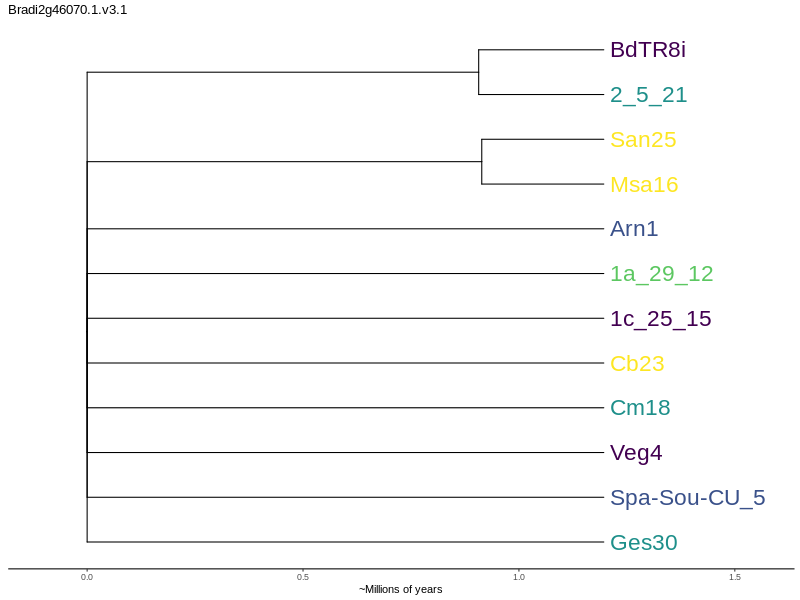 Bradi2g46070.1.v3.1
BdTR8i
2_5_21
San25
Msa16
Arn1
1a_29_12
1c_25_15
Cb23
Cm18
Veg4
Spa-Sou-CU_5
Ges30
0.0 0.5 1.0 1.5
~Millions of years